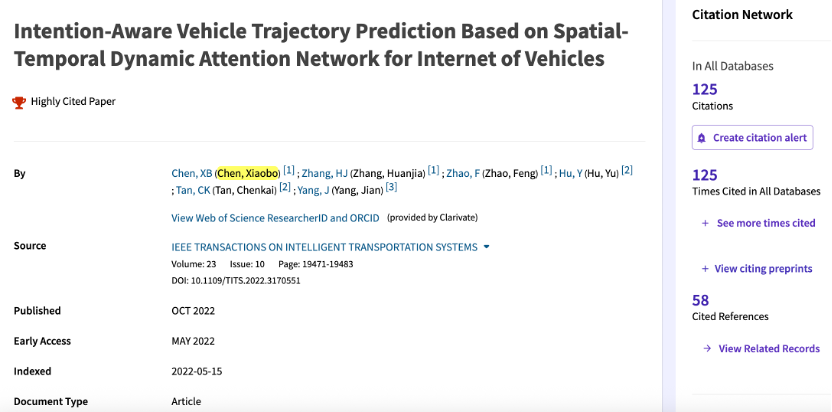 Intention-Aware Vehicle Trajectory Prediction Based on Spatial-
Temporal Dynamic Attention Network for Internet of Vehicles
Highly Cited Paper
By
Chen, XB (Chen, Xiaobo) [1] ; Zhang, HJ (Zhang, Huanjia) [1] ; Zhao, F (Zhao, Feng) [1] ; Hu, Y (Hu, Yu) [2]
; Tan, CK (Tan, Chenkai) [2] ; Yang, J (Yang, Jian) [3]
View Web of Science ResearcherID and ORCID (provided by Clarivate)
Source
IEEE TRANSACTIONS ON INTELLIGENT TRANSPORTATION SYSTEMS
Volume: 23 Issue: 10 Page: 19471-19483
DOI: 10.1109/TITS.2022.3170551
Published
OCT 2022
Early Access
MAY 2022
Indexed
2022-05-15
Document Type
Article
Citation Network
In All Databases
125
Citations
Create citation alert
125
Times Cited in All Databases
+ See more times cited
+ View citing preprints
58
Cited References
→ View Related Records